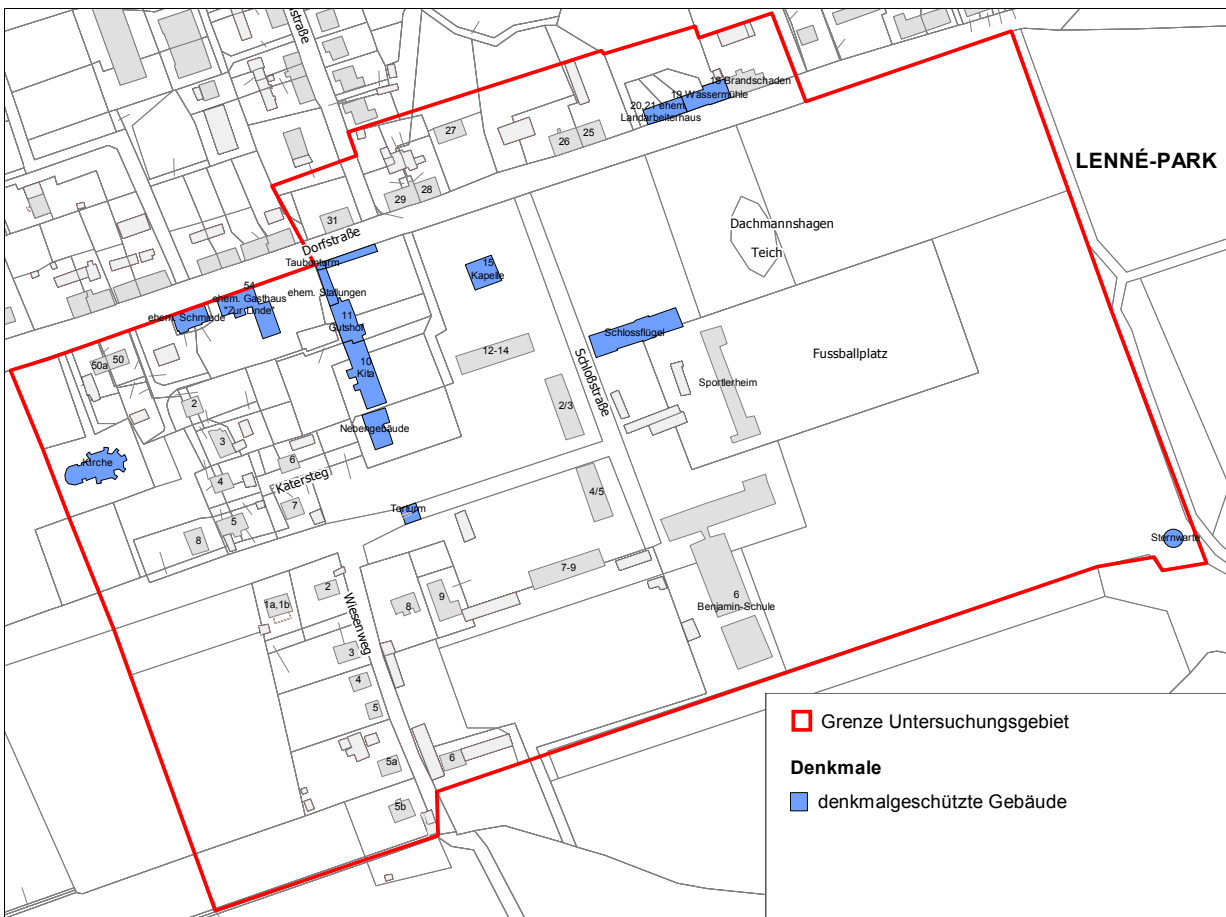 straße
18 Brandschaden
19 Wassermühle
20,21 ehem.
Landarbeiterhaus
27
25
26
LENNÉ-PARK
28
29
31
Dorfstraße
Dachmannshagen
Teich
Taubenturm
15
Kapelle
54
ehem. Gasthaus
"Zur Linde"
ehem. Stallungen
ehem. Schmiede
11
Gutshof
Schlossflügel
12-14
Schloßstraße
Fussballplatz
50
50a
10
Kita
Sportlerheim
2
2/3
Nebengebäude
3
Kirche
6
4
Katersteg
4/5
7
Torturm
5
8
Sternwarte
7-9
2
1a,1b
Wiesenweg
8
9
6
Benjamin-Schule
3
4
5
Grenze Untersuchungsgebiet
6
5a
Denkmale
denkmalgeschützte Gebäude
5b